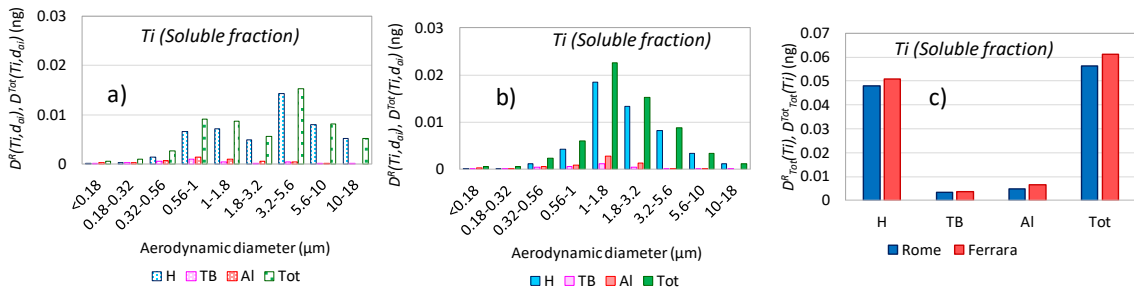 D^R(Ti,d_ai), D^Tot(Ti,d_ai) (ng)
0.03
0.02
0.01
0
Ti (Soluble fraction)
a)
<0.18
0.18-0.32
0.32-0.56
0.56-1
1-1.8
1.8-3.2
3.2-5.6
5.6-10
10-18
Aerodynamic diameter (µm)
H TB Al Tot
D^R(Ti,d_ai), D^Tot(Ti,d_ai) (ng)
0.03
0.02
0.01
0
Ti (Soluble fraction)
b)
<0.18
0.18-0.32
0.32-0.56
0.56-1
1-1.8
1.8-3.2
3.2-5.6
5.6-10
10-18
Aerodynamic diameter (µm)
H TB Al Tot
D^R_Tot(Ti), D^Tot_Tot(Ti) (ng)
0.07
0.06
0.05
0.04
0.03
0.02
0.01
0.00
Ti (Soluble fraction)
c)
H TB Al Tot
Rome Ferrara